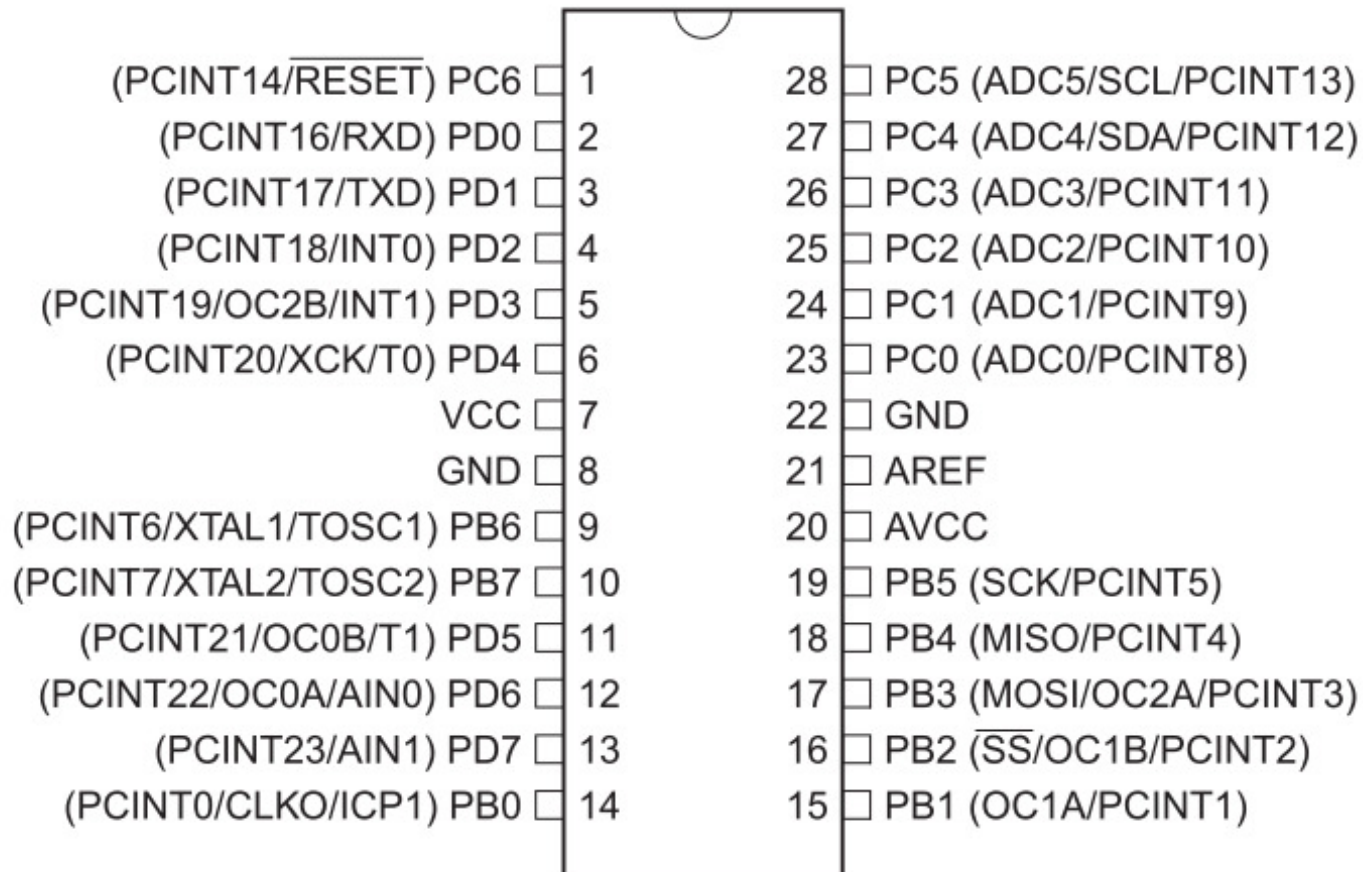 (PCINT14/RESET) PC6 1 28 PC5 (ADC5/SCL/PCINT13)
(PCINT16/RXD) PD0 2 27 PC4 (ADC4/SDA/PCINT12)
(PCINT17/TXD) PD1 3 26 PC3 (ADC3/PCINT11)
(PCINT18/INT0) PD2 4 25 PC2 (ADC2/PCINT10)
(PCINT19/OC2B/INT1) PD3 5 24 PC1 (ADC1/PCINT9)
(PCINT20/XCK/T0) PD4 6 23 PC0 (ADC0/PCINT8)
VCC 7 22 GND
GND 8 21 AREF
(PCINT6/XTAL1/TOSC1) PB6 9 20 AVCC
(PCINT7/XTAL2/TOSC2) PB7 10 19 PB5 (SCK/PCINT5)
(PCINT21/OC0B/T1) PD5 11 18 PB4 (MISO/PCINT4)
(PCINT22/OC0A/AIN0) PD6 12 17 PB3 (MOSI/OC2A/PCINT3)
(PCINT23/AIN1) PD7 13 16 PB2 (SS/OC1B/PCINT2)
(PCINT0/CLKO/ICP1) PB0 14 15 PB1 (OC1A/PCINT1)